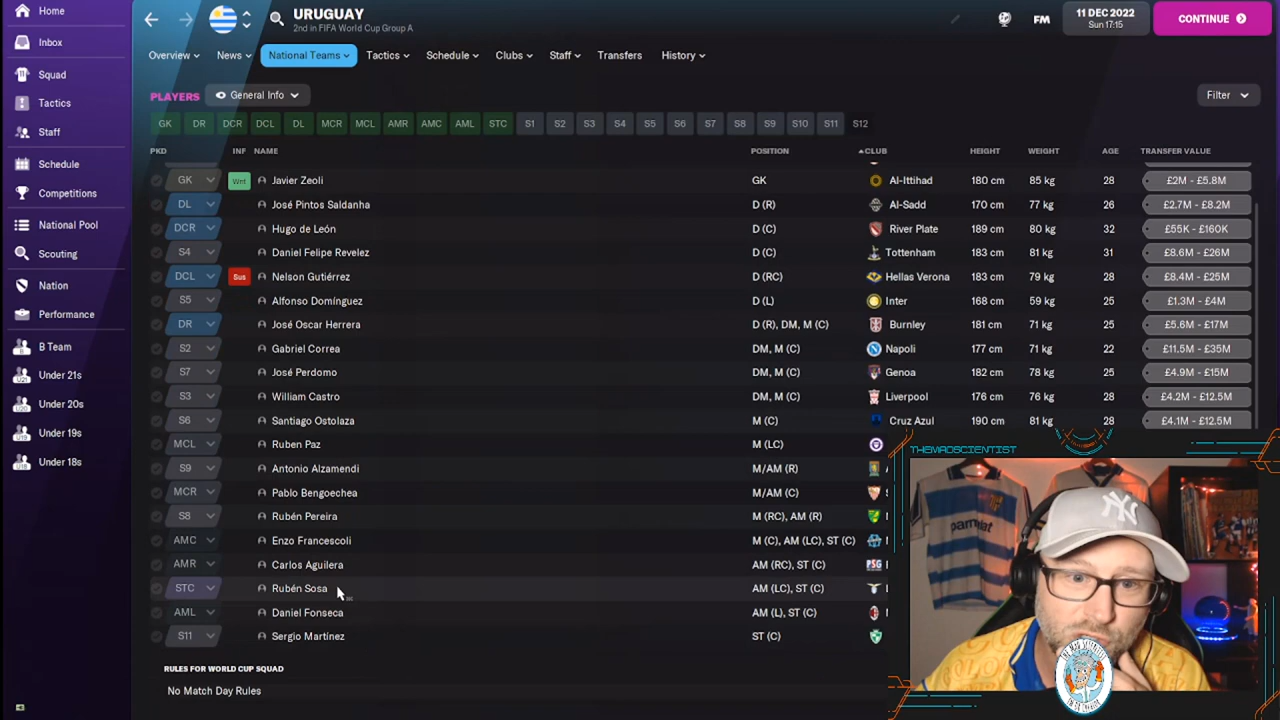 Home
Inbox
Squad
Tactics
Staff
Schedule
Competitions
National Pool
Scouting
Nation
Performance
B Team
U21 Under 21s
U20 Under 20s
U19 Under 19s
U18 Under 18s
URUGUAY
2nd in FIFA World Cup Group A
FM
11 DEC 2022
Sun 17:15
CONTINUE
Overview News National Teams Tactics Schedule Clubs Staff Transfers History
PLAYERS General Info Filter
GK DR DCR DCL DL MCR MCL AMR AMC AML STC S1 S2 S3 S4 S5 S6 S7 S8 S9 S10 S11 S12
PKD INF NAME POSITION CLUB HEIGHT WEIGHT AGE TRANSFER VALUE
GK Wnt Javier Zeoli GK Al-Ittihad 180 cm 85 kg 28 £2M - £5.8M
DL José Pintos Saldanha D (R) Al-Sadd 170 cm 77 kg 26 £2.7M - £8.2M
DCR Hugo de León D (C) River Plate 189 cm 80 kg 32 £55K - £160K
S4 Daniel Felipe Revelez D (C) Tottenham 183 cm 81 kg 31 £8.6M - £26M
DCL Sus Nelson Gutiérrez D (RC) Hellas Verona 183 cm 79 kg 28 £8.4M - £25M
S5 Alfonso Domínguez D (L) Inter 168 cm 59 kg 25 £1.3M - £4M
DR José Oscar Herrera D (R), DM, M (C) Burnley 181 cm 71 kg 25 £5.6M - £17M
S2 Gabriel Correa DM, M (C) Napoli 177 cm 71 kg 22 £11.5M - £35M
S7 José Perdomo DM, M (C) Genoa 182 cm 78 kg 25 £4.9M - £15M
S3 William Castro DM, M (C) Liverpool 176 cm 76 kg 28 £4.2M - £12.5M
S6 Santiago Ostolaza M (C) Cruz Azul 190 cm 81 kg 28 £4.1M - £12.5M
MCL Ruben Paz M (LC)
S9 Antonio Alzamendi M/AM (R)
MCR Pablo Bengoechea M/AM (C)
S8 Rubén Pereira M (RC), AM (R)
AMC Enzo Francescoli M (C), AM (LC), ST (C)
AMR Carlos Aguilera AM (RC), ST (C)
STC Rubén Sosa AM (LC), ST (C)
AML Daniel Fonseca AM (L), ST (C)
S11 Sergio Martínez ST (C)
RULES FOR WORLD CUP SQUAD
No Match Day Rules
THEMADSCIENTIST
parmalat